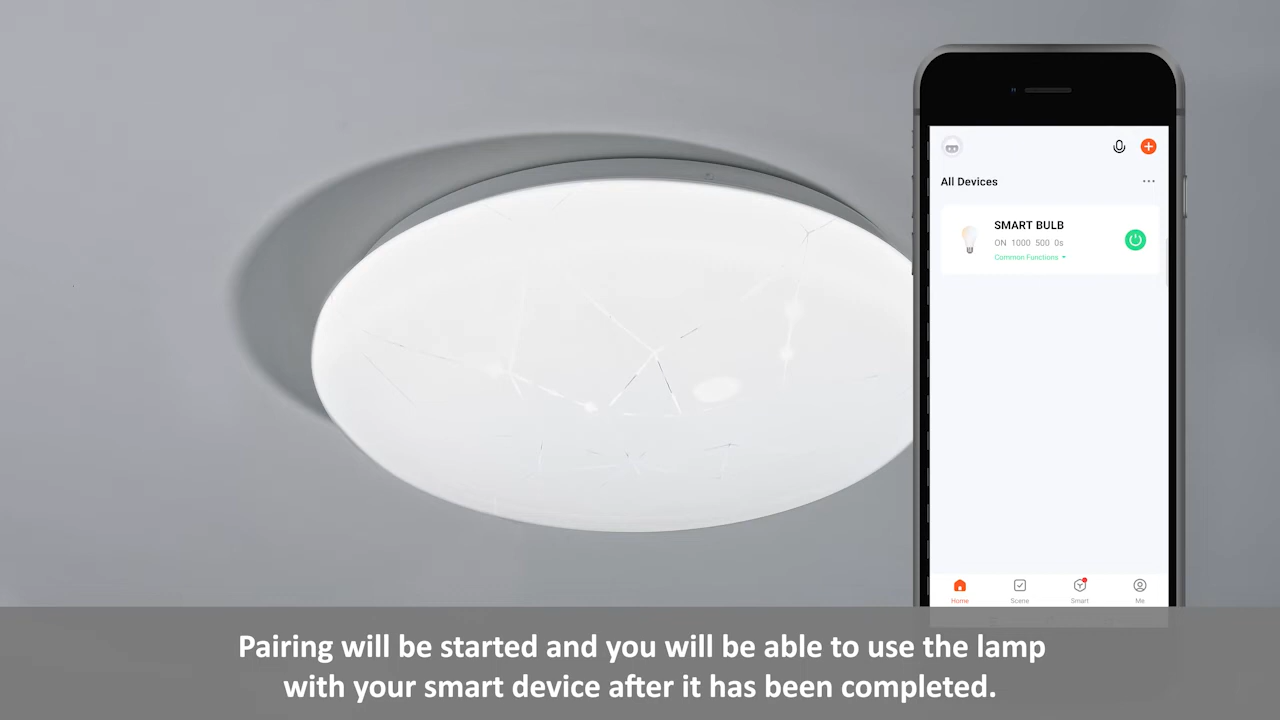 All Devices
SMART BULB
ON 1000 500 0s
Common Functions
Home Scene Smart Me
Pairing will be started and you will be able to use the lamp
with your smart device after it has been completed.